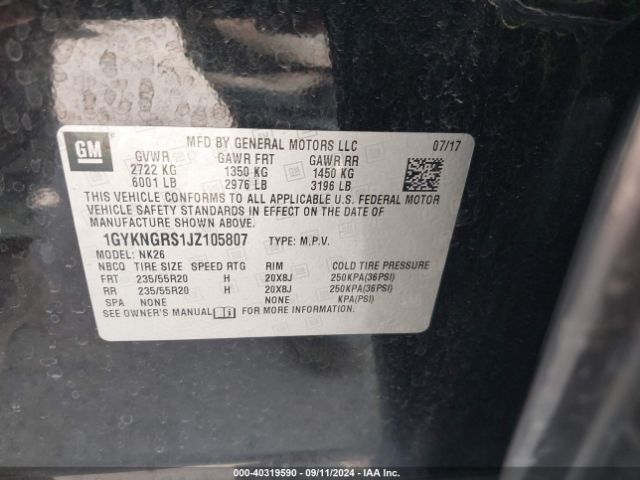 GM
MFD BY GENERAL MOTORS LLC 07/17
GVWR GAWR FRT GAWR RR
2722 KG 1350 KG 1450 KG
6001 LB 2976 LB 3196 LB
THIS VEHICLE CONFORMS TO ALL APPLICABLE U.S. FEDERAL MOTOR
VEHICLE SAFETY STANDARDS IN EFFECT ON THE DATE OF
MANUFACTURE SHOWN ABOVE.
1GYKNGRS1JZ105807 TYPE: M.P.V.
MODEL: NK26
NBCQ TIRE SIZE SPEED RTG RIM COLD TIRE PRESSURE
FRT 235/55R20 H 20X8J 250KPA(36PSI)
RR 235/55R20 H 20X8J 250KPA(36PSI)
SPA NONE NONE KPA(PSI)
SEE OWNER'S MANUAL FOR MORE INFORMATION.
000-40319590 - 09/11/2024 - IAA Inc.